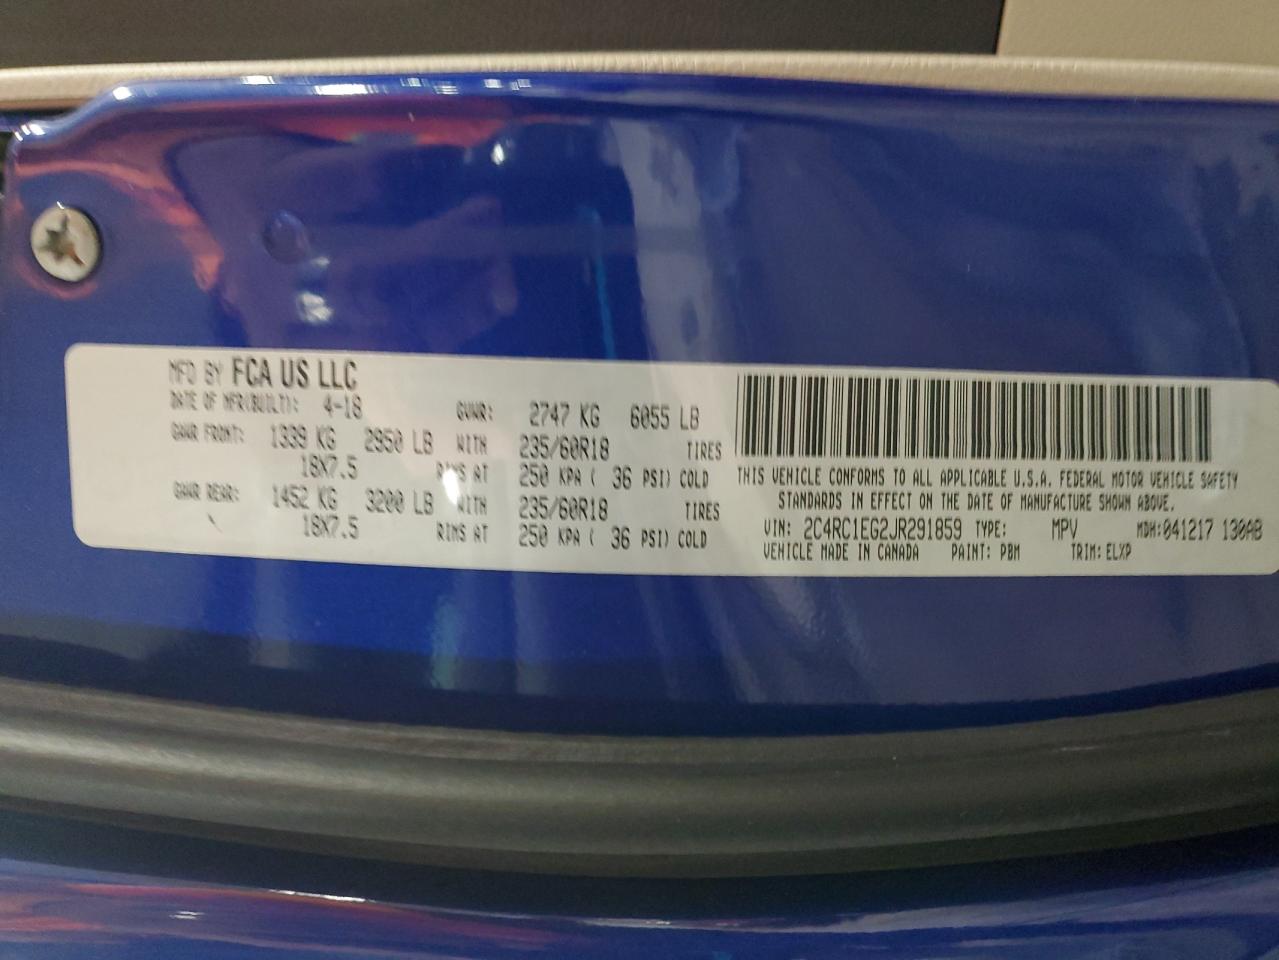 MFD BY FCA US LLC
DATE OF MFR(BUILT): 4-18 GVWR: 2747 KG 6055 LB
GAWR FRONT: 1339 KG 2950 LB WITH 235/60R18 TIRES
18X7.5 RIMS AT 250 KPA ( 36 PSI) COLD
GAWR REAR: 1452 KG 3200 LB WITH 235/60R18 TIRES
18X7.5 RIMS AT 250 KPA ( 36 PSI) COLD
THIS VEHICLE CONFORMS TO ALL APPLICABLE U.S.A. FEDERAL MOTOR VEHICLE SAFETY
STANDARDS IN EFFECT ON THE DATE OF MANUFACTURE SHOWN ABOVE.
VIN: 2C4RC1EG2JR291859 TYPE: MPV MDH:041217 130AB
VEHICLE MADE IN CANADA PAINT: PBM TRIM: ELXP